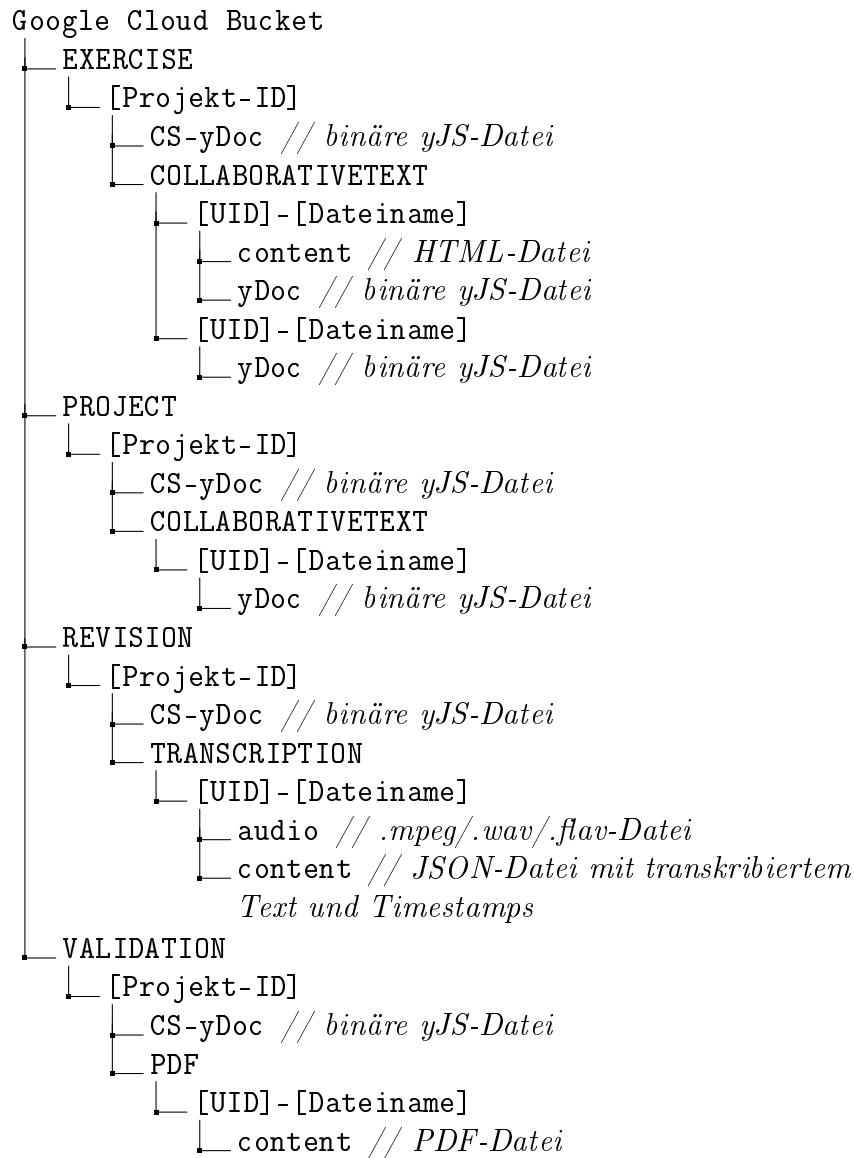 Google Cloud Bucket
EXERCISE
[Projekt-ID]
CS-yDoc // binäre yJS-Datei
COLLABORATIVETEXT
[UID]-[Dateiname]
content // HTML-Datei
yDoc // binäre yJS-Datei
[UID]-[Dateiname]
yDoc // binäre yJS-Datei
PROJECT
[Projekt-ID]
CS-yDoc // binäre yJS-Datei
COLLABORATIVETEXT
[UID]-[Dateiname]
yDoc // binäre yJS-Datei
REVISION
[Projekt-ID]
CS-yDoc // binäre yJS-Datei
TRANSCRIPTION
[UID]-[Dateiname]
audio // .mpeg/.wav/.flav-Datei
content // JSON-Datei mit transkribiertem
Text und Timestamps
VALIDATION
[Projekt-ID]
CS-yDoc // binäre yJS-Datei
PDF
[UID]-[Dateiname]
content // PDF-Datei